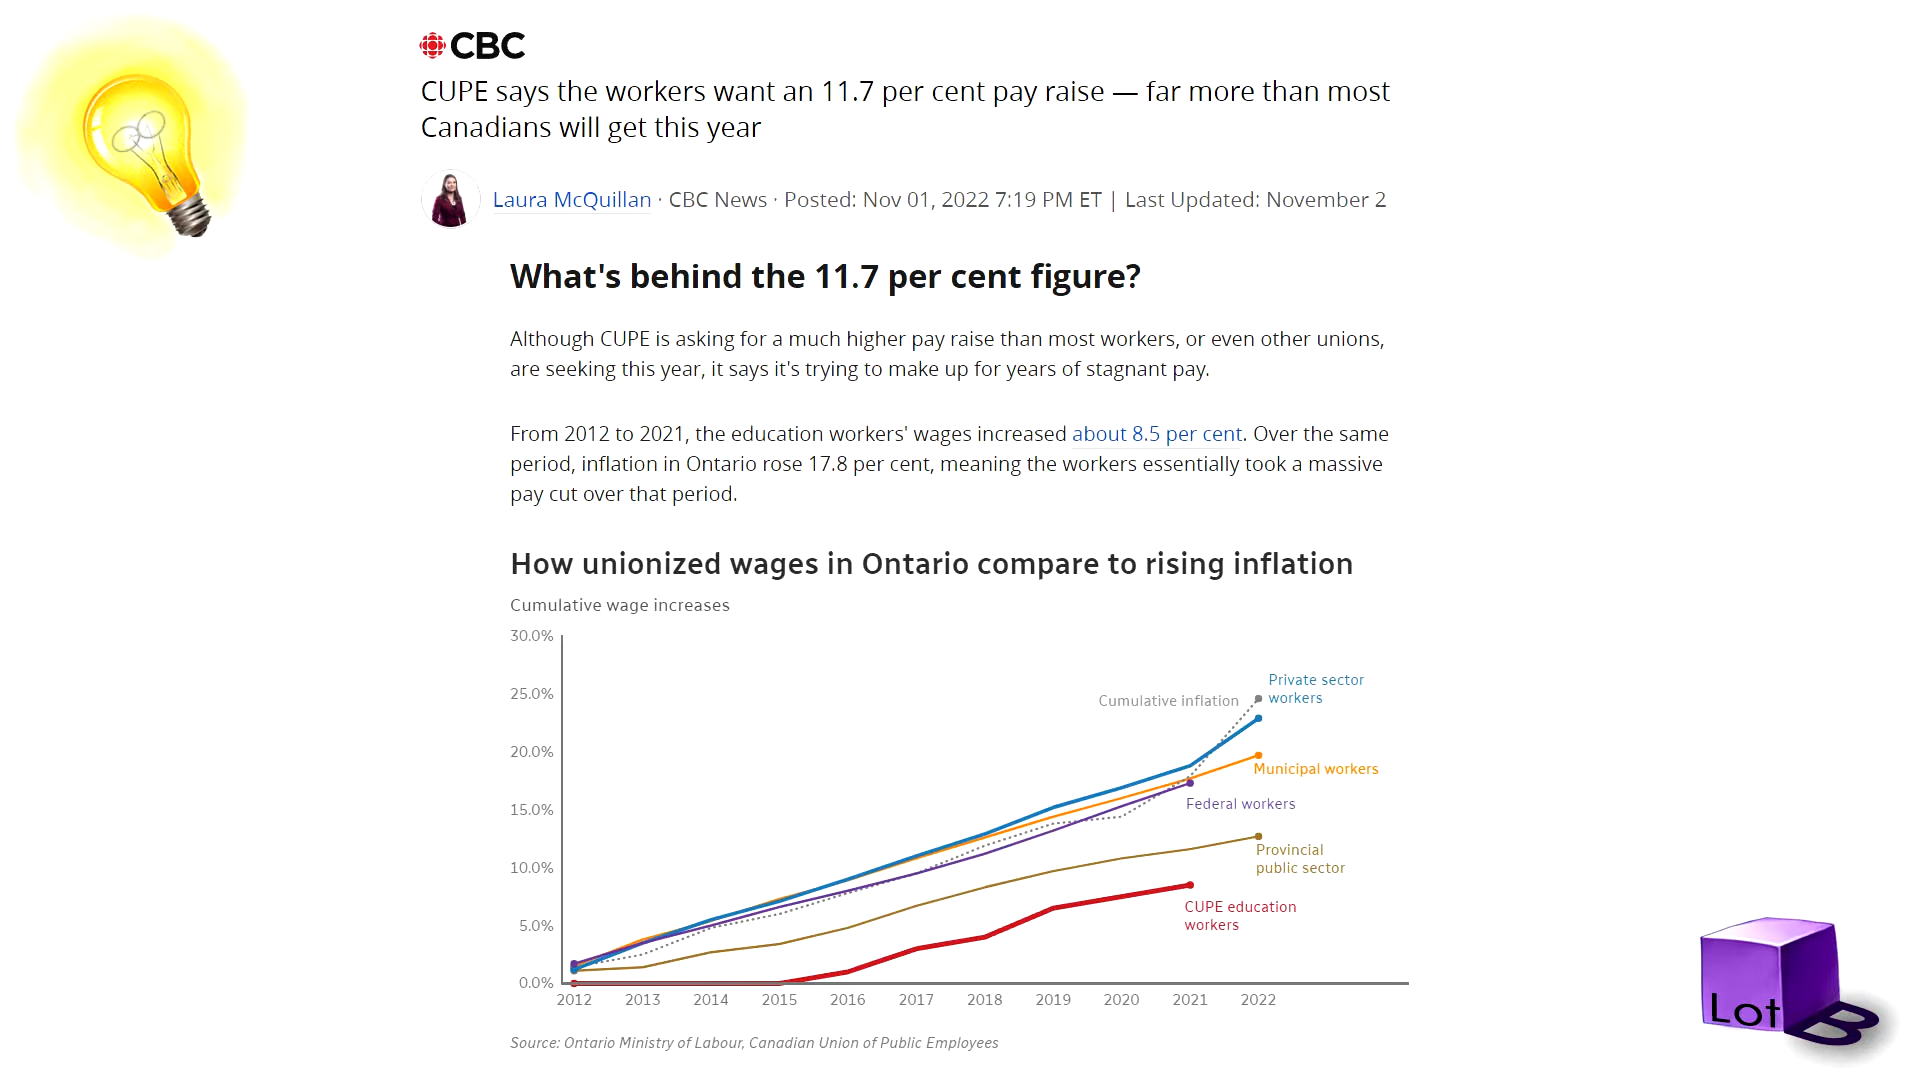 CBC
CUPE says the workers want an 11.7 per cent pay raise — far more than most
Canadians will get this year
Laura McQuillan · CBC News · Posted: Nov 01, 2022 7:19 PM ET | Last Updated: November 2
What's behind the 11.7 per cent figure?
Although CUPE is asking for a much higher pay raise than most workers, or even other unions,
are seeking this year, it says it's trying to make up for years of stagnant pay.
From 2012 to 2021, the education workers' wages increased about 8.5 per cent. Over the same
period, inflation in Ontario rose 17.8 per cent, meaning the workers essentially took a massive
pay cut over that period.
How unionized wages in Ontario compare to rising inflation
Cumulative wage increases
30.0%
25.0%
20.0%
15.0%
10.0%
5.0%
0.0%
Cumulative inflation
Private sector
workers
Municipal workers
Federal workers
Provincial
public sector
CUPE education
workers
2012 2013 2014 2015 2016 2017 2018 2019 2020 2021 2022
Source: Ontario Ministry of Labour, Canadian Union of Public Employees
Lot B